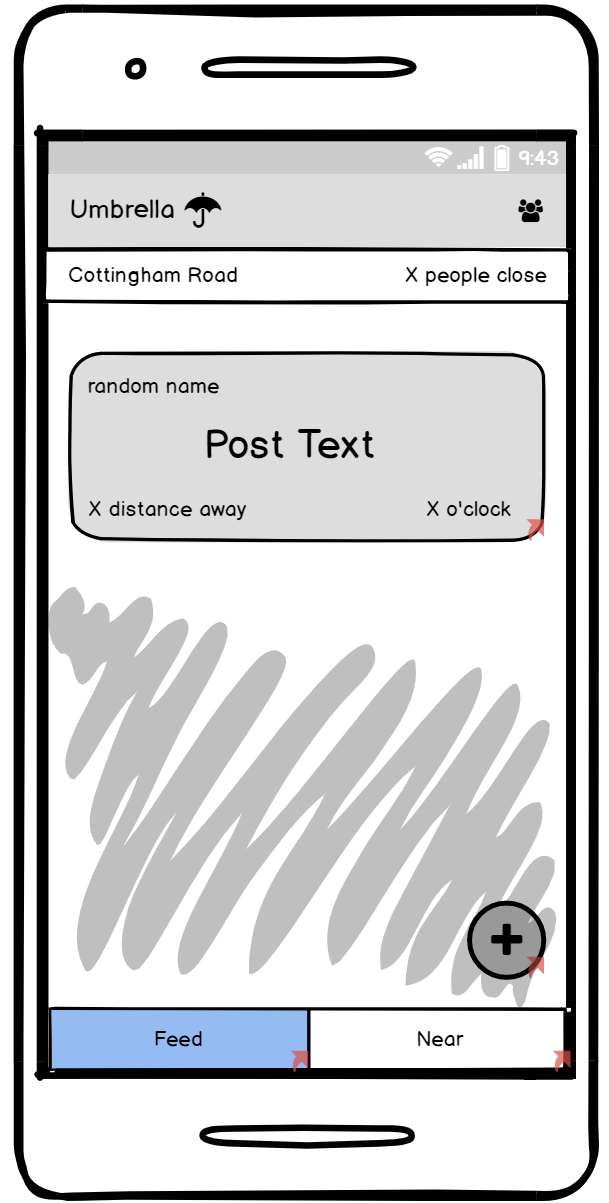 9:43
Umbrella
Cottingham Road X people close
random name
Post Text
X distance away X o'clock
Feed Near